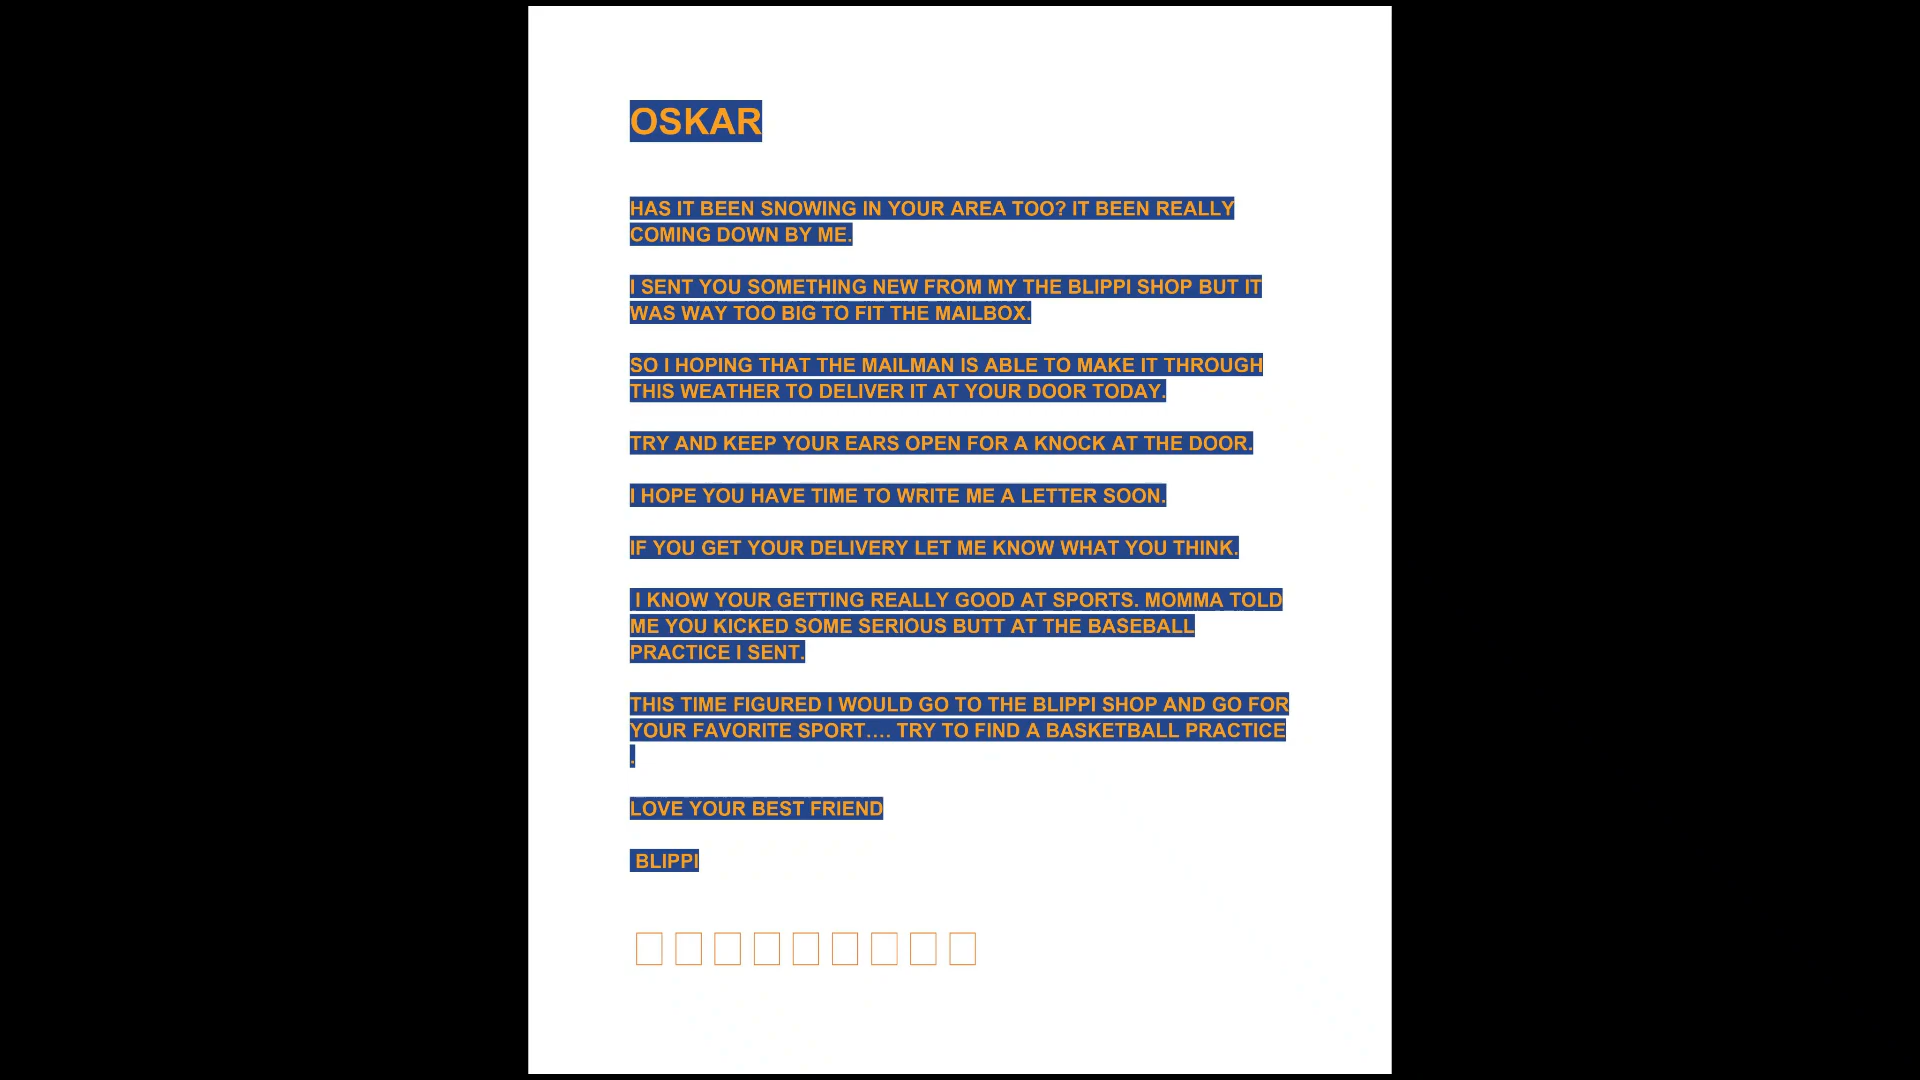 OSKAR
HAS IT BEEN SNOWING IN YOUR AREA TOO? IT BEEN REALLY
COMING DOWN BY ME.
I SENT YOU SOMETHING NEW FROM MY THE BLIPPI SHOP BUT IT
WAS WAY TOO BIG TO FIT THE MAILBOX.
SO I HOPING THAT THE MAILMAN IS ABLE TO MAKE IT THROUGH
THIS WEATHER TO DELIVER IT AT YOUR DOOR TODAY.
TRY AND KEEP YOUR EARS OPEN FOR A KNOCK AT THE DOOR.
I HOPE YOU HAVE TIME TO WRITE ME A LETTER SOON.
IF YOU GET YOUR DELIVERY LET ME KNOW WHAT YOU THINK.
I KNOW YOUR GETTING REALLY GOOD AT SPORTS. MOMMA TOLD
ME YOU KICKED SOME SERIOUS BUTT AT THE BASEBALL
PRACTICE I SENT.
THIS TIME FIGURED I WOULD GO TO THE BLIPPI SHOP AND GO FOR
YOUR FAVORITE SPORT…. TRY TO FIND A BASKETBALL PRACTICE
.
LOVE YOUR BEST FRIEND
BLIPPI